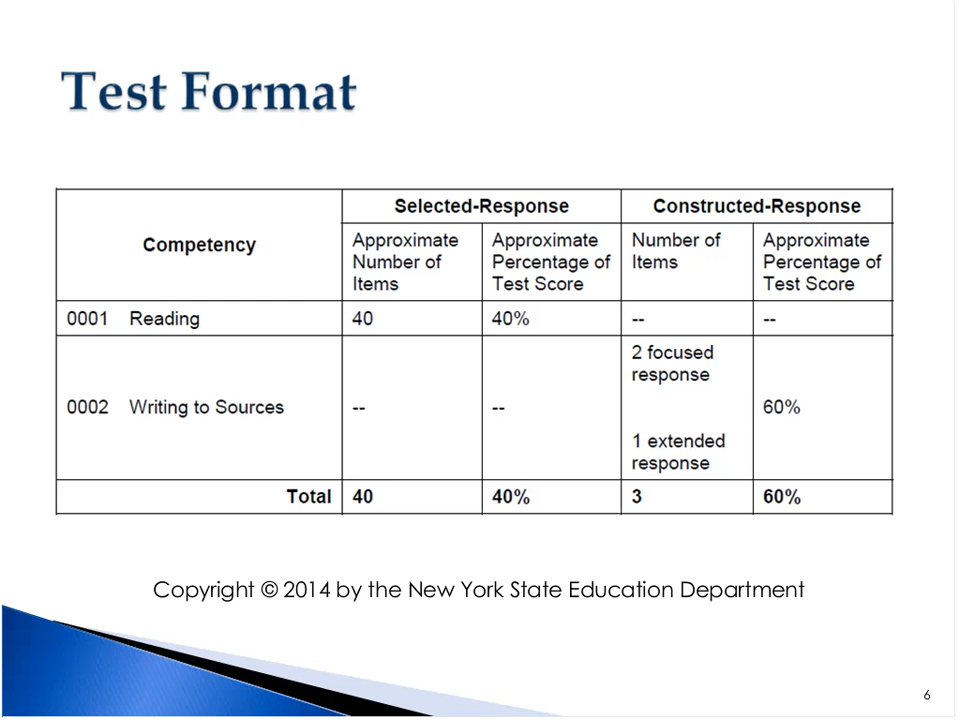 Test Format
Selected-Response Constructed-Response
Competency
Approximate Number of Items
Approximate Percentage of Test Score
Number of Items
Approximate Percentage of Test Score
0001 Reading 40 40% -- --
0002 Writing to Sources -- --
2 focused response
1 extended response
60%
Total 40 40% 3 60%
Copyright © 2014 by the New York State Education Department
6